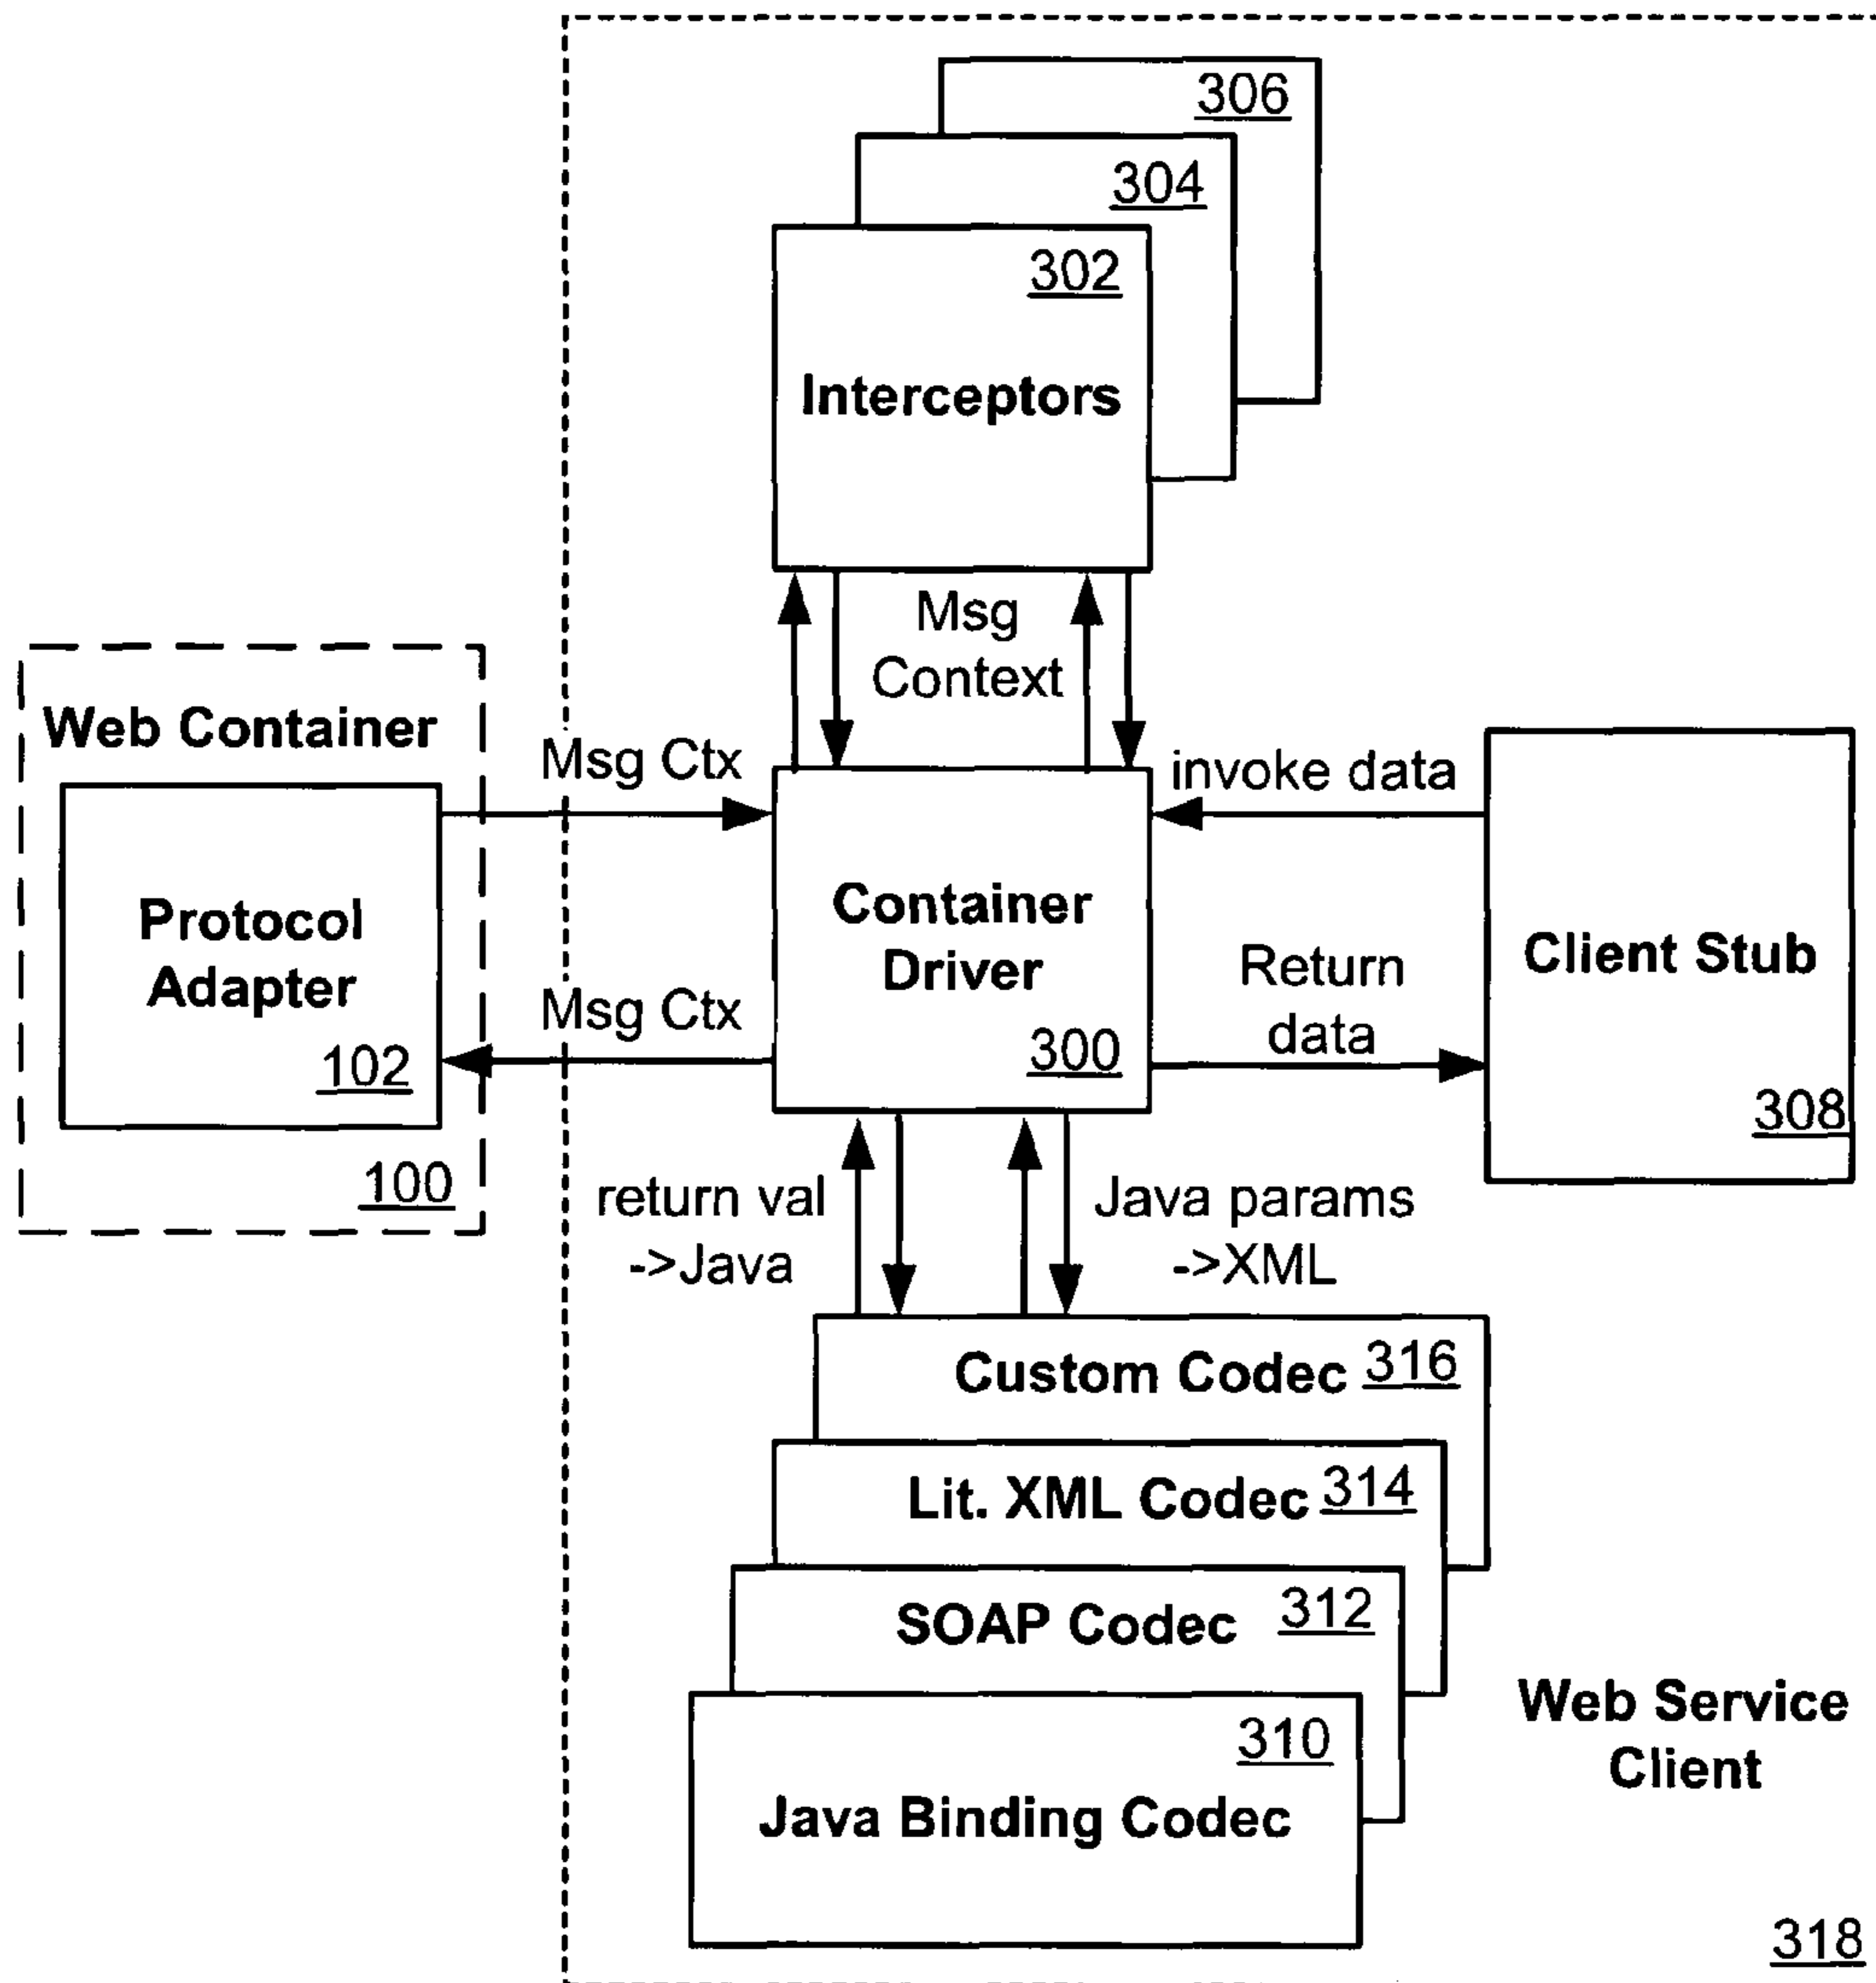 306
304
302
Interceptors
Msg
Context
Web Container
Msg Ctx
invoke data
Protocol
Adapter
102
100
Container
Driver
300
Msg Ctx
Return
data
Client Stub
308
return val
->Java
Java params
->XML
Custom Codec 316
Lit. XML Codec 314
SOAP Codec 312
310
Java Binding Codec
Web Service
Client
318